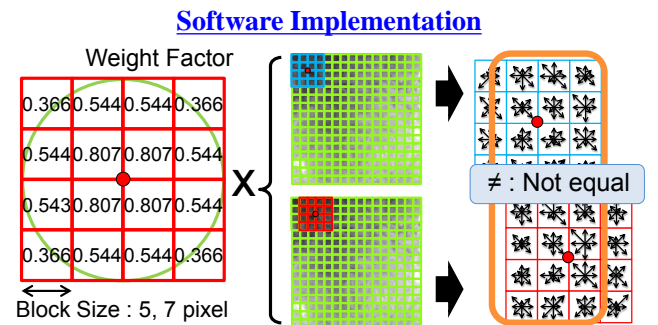 Software Implementation
Weight Factor
0.366 0.544 0.544 0.366
0.544 0.807 0.807 0.544
0.543 0.807 0.807 0.544
0.366 0.544 0.544 0.366
Block Size : 5, 7 pixel
X
≠ : Not equal